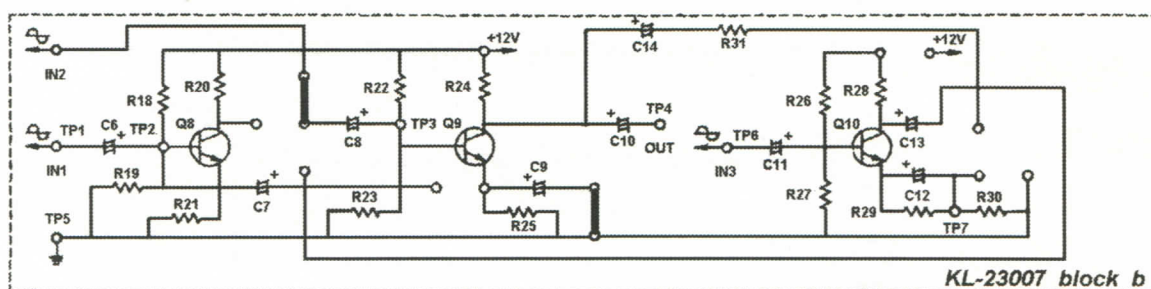 +12V
C14
R31
+12V
IN2
R20
R22
R24
R28
R18
R26
C6
Q8
TP3
Q9
TP4
TP1
TP2
TP6
Q10
C8
C10
OUT
C13
IN1
IN3
C11
C9
R19
C7
R23
R27
C12
R30
R21
R25
R29
TP5
TP7
KL-23007 block b